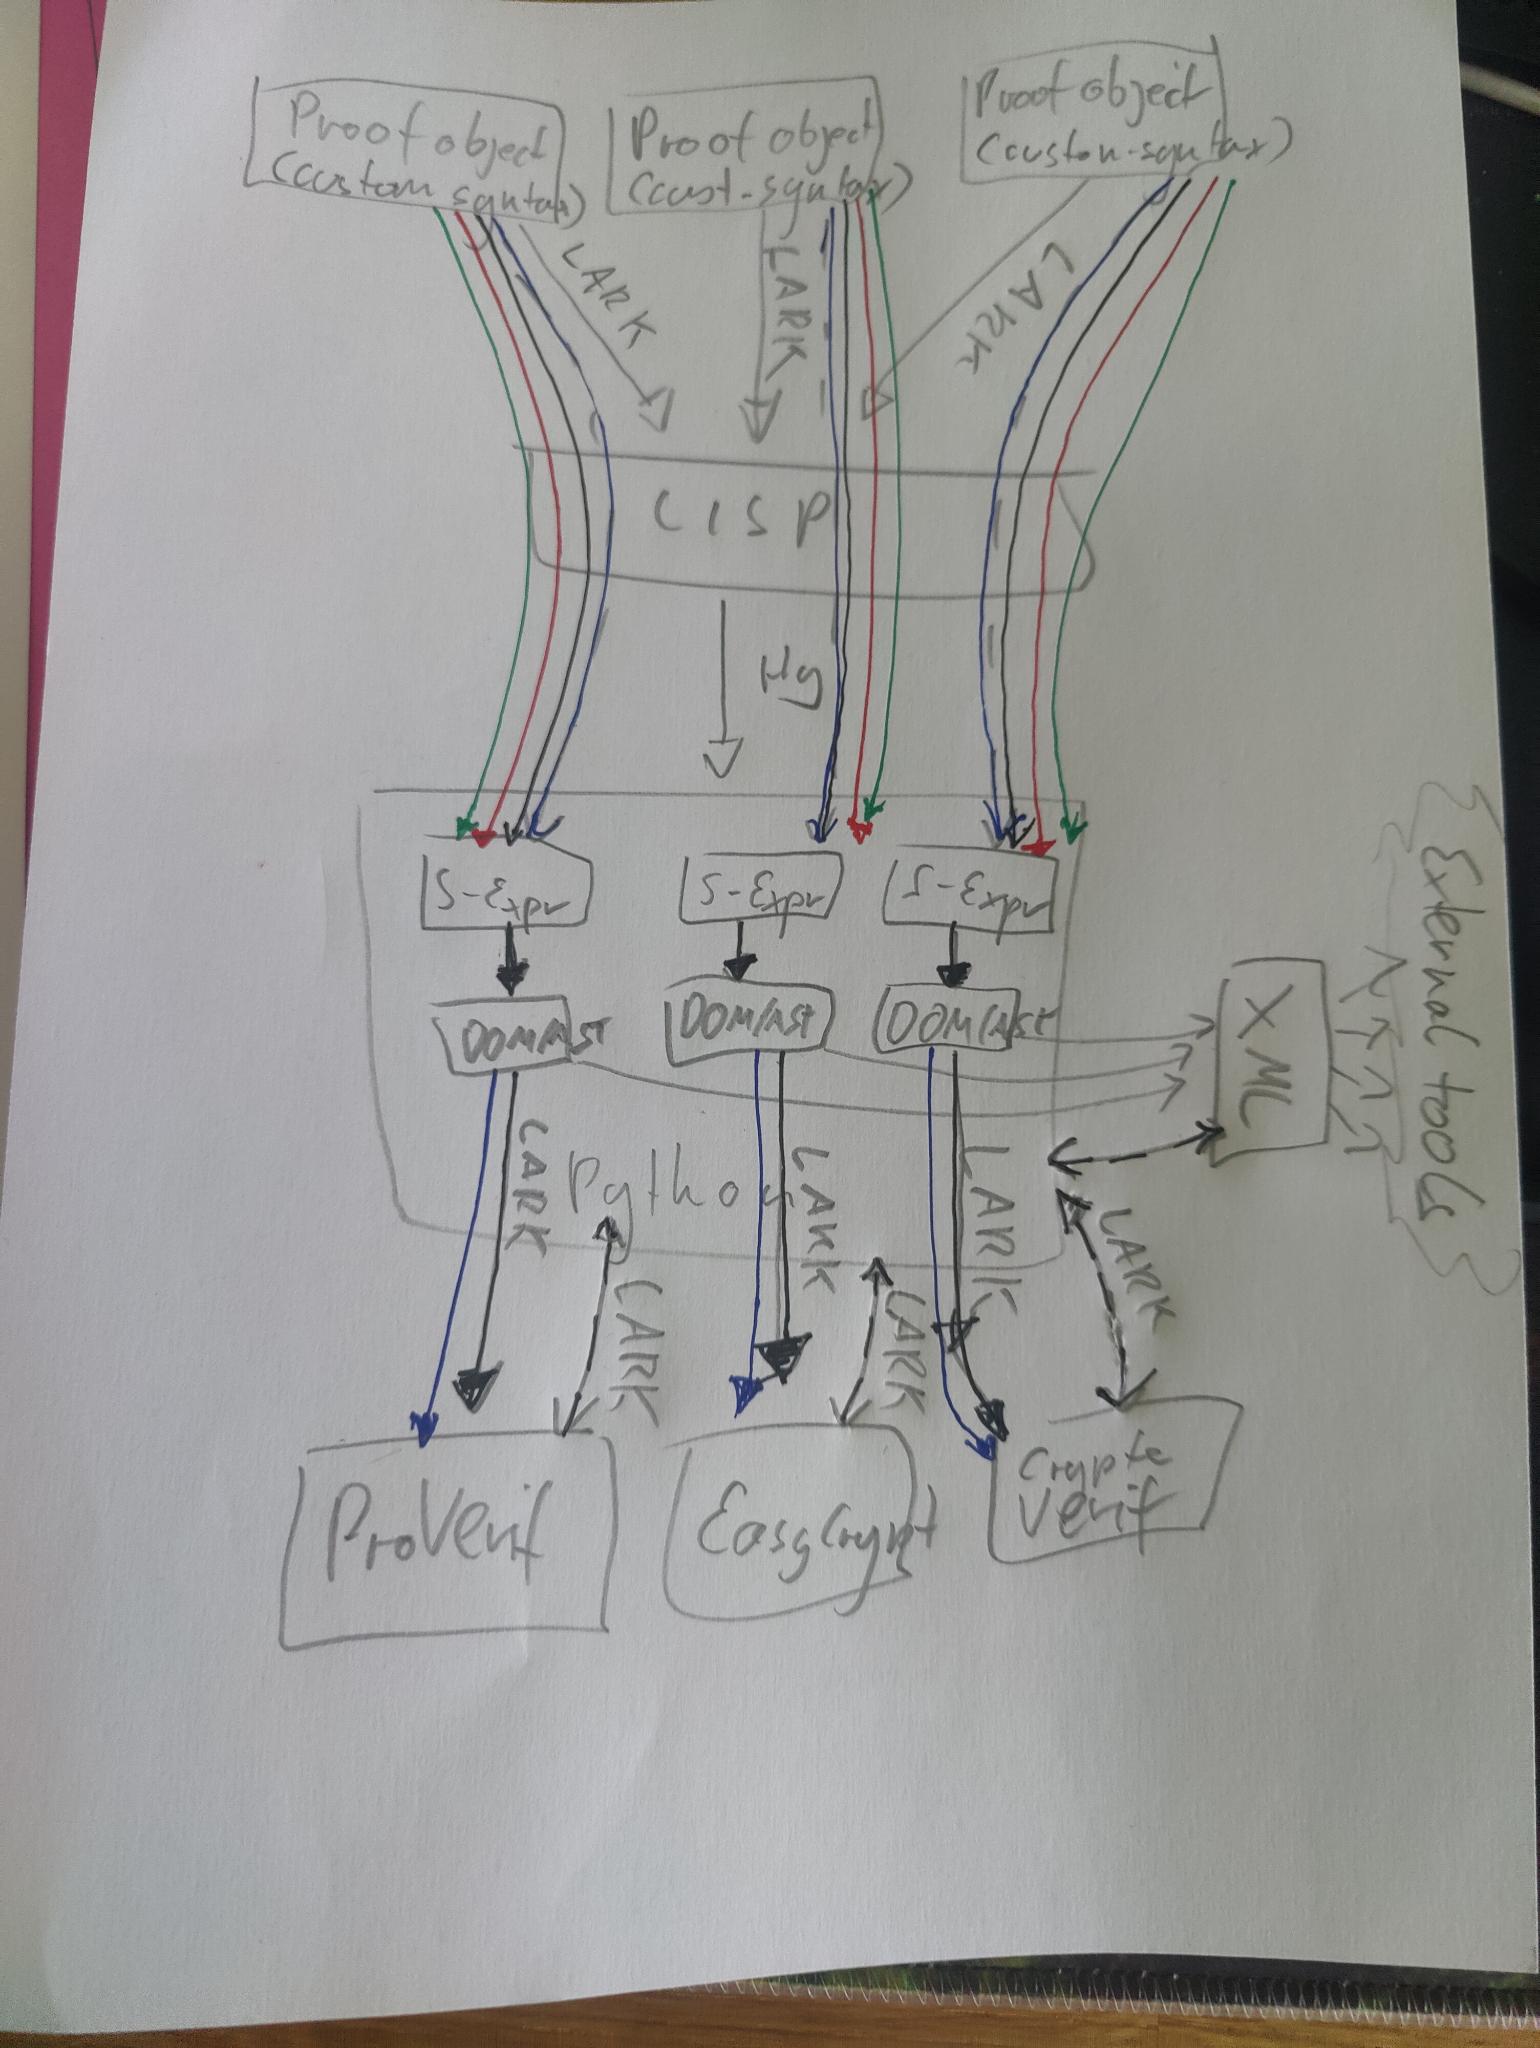 Proof object
(custom syntax)
Proof object
(cust-syntax)
Proof object
(custom-syntax)
LARK
LARK
LARK
LISP
Hy
S-Expr
S-Expr
S-Expr
DOM/AST
DOM/AST
DOM/AST
XML
External tools
LARK
Python
LARK
LARK
LARK
LARK
LARK
ProVerif
EasyCrypt
Crypto
Verif